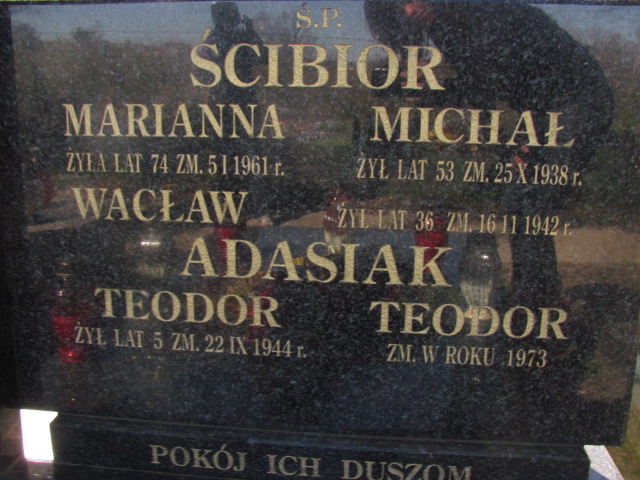 Ś.P.
ŚCIBIOR
MARIANNA MICHAŁ
ŻYŁA LAT 74 ZM. 5 I 1961 r. ŻYŁ LAT 53 ZM. 25 X 1938 r.
WACŁAW ŻYŁ LAT 36 ZM. 16 II 1942 r.
ADASIAK
TEODOR TEODOR
ŻYŁ LAT 5 ZM. 22 IX 1944 r. ZM. W ROKU 1973
POKÓJ ICH DUSZOM